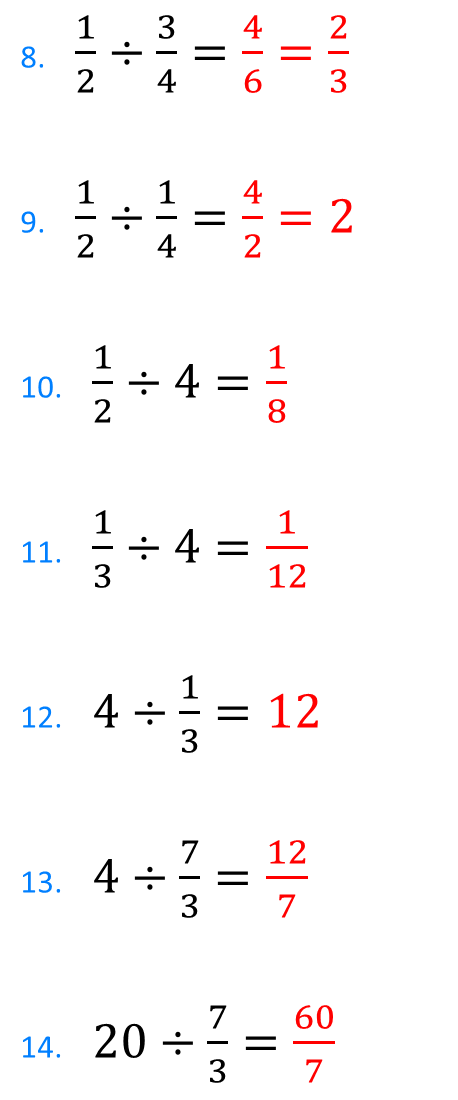 8. 1/2 ÷ 3/4 = 4/6 = 2/3
9. 1/2 ÷ 1/4 = 4/2 = 2
10. 1/2 ÷ 4 = 1/8
11. 1/3 ÷ 4 = 1/12
12. 4 ÷ 1/3 = 12
13. 4 ÷ 7/3 = 12/7
14. 20 ÷ 7/3 = 60/7